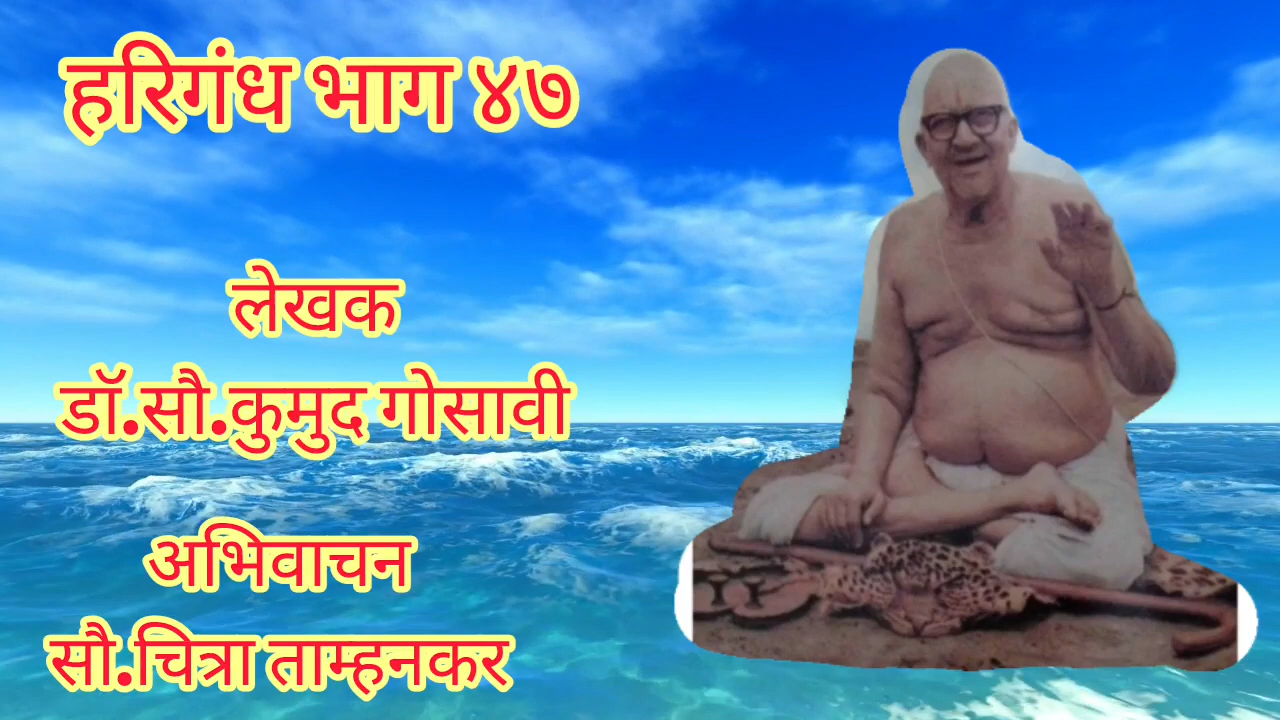 हरिगंध भाग ४७
लेखक
डॉ.सौ.कुमुद गोसावी
अभिवाचन
सौ.चित्रा ताम्हनकर